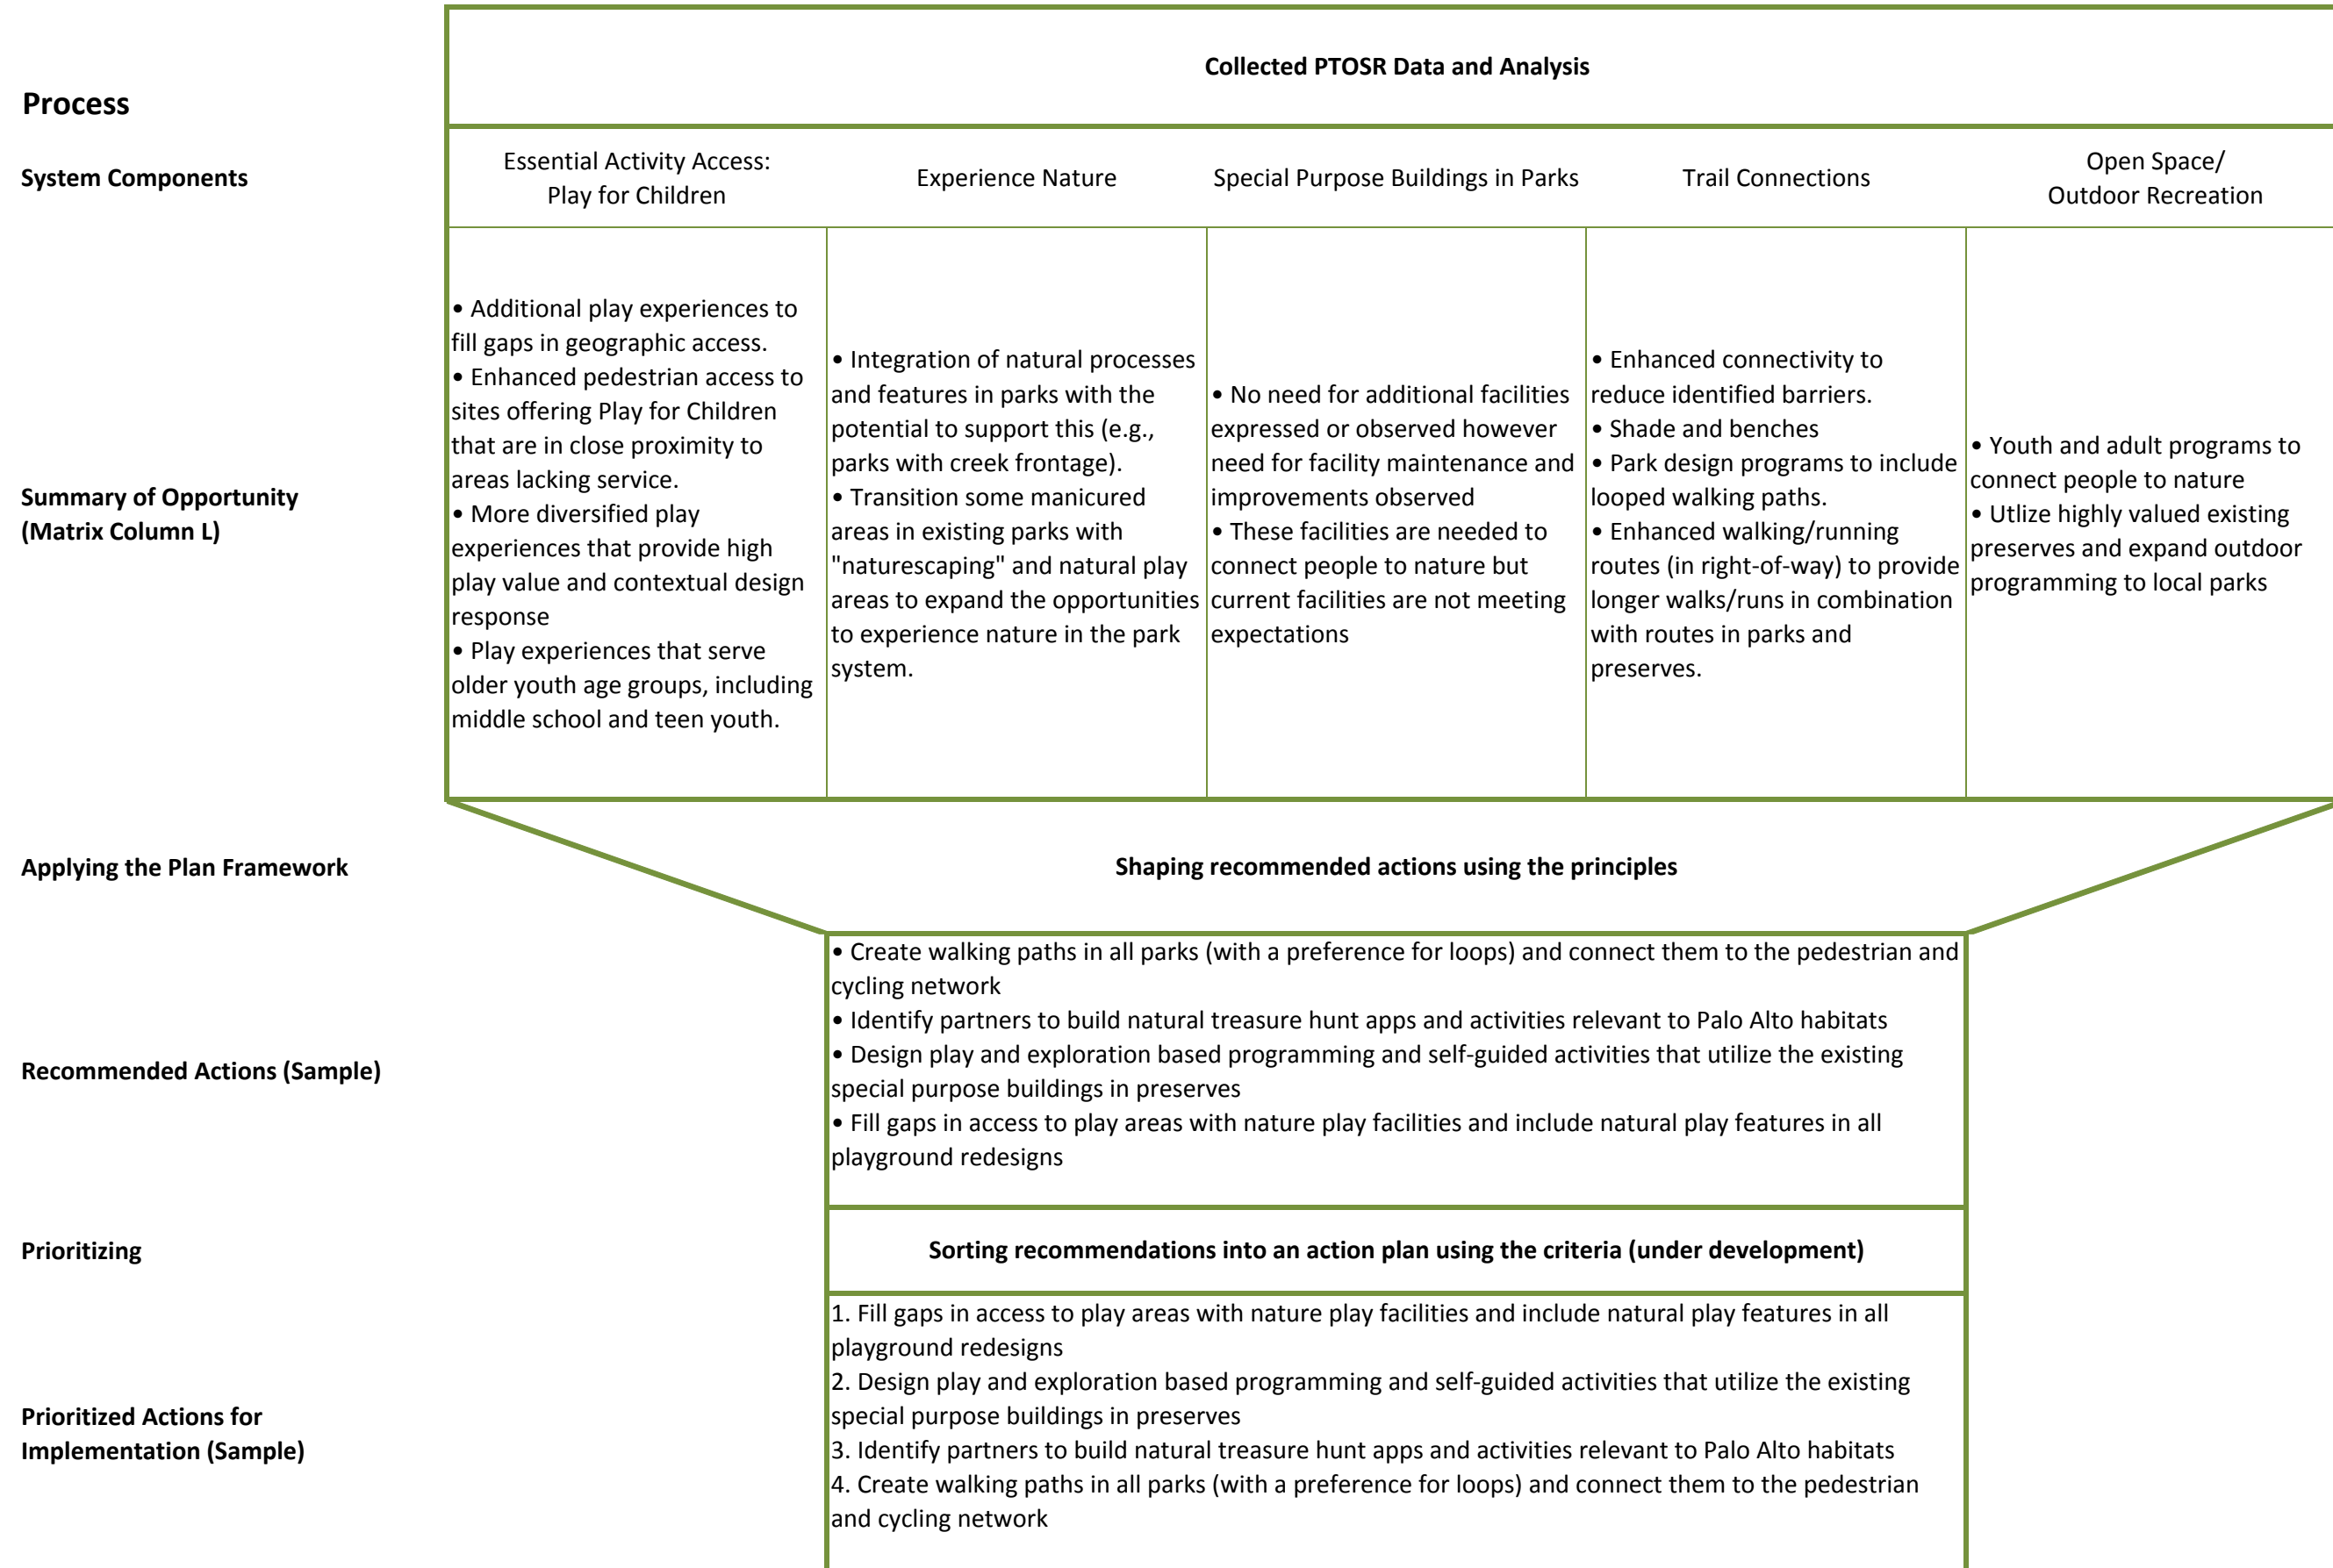 Collected PTOSR Data and Analysis
Process
System Components
Essential Activity Access:
Play for Children
Experience Nature
Special Purpose Buildings in Parks
Trail Connections
Open Space/
Outdoor Recreation
Summary of Opportunity
(Matrix Column L)
• Additional play experiences to
fill gaps in geographic access.
• Enhanced pedestrian access to
sites offering Play for Children
that are in close proximity to
areas lacking service.
• More diversified play
experiences that provide high
play value and contextual design
response
• Play experiences that serve
older youth age groups, including
middle school and teen youth.
• Integration of natural processes
and features in parks with the
potential to support this (e.g.,
parks with creek frontage).
• Transition some manicured
areas in existing parks with
"naturescaping" and natural play
areas to expand the opportunities
to experience nature in the park
system.
• No need for additional facilities
expressed or observed however
need for facility maintenance and
improvements observed
• These facilities are needed to
connect people to nature but
current facilities are not meeting
expectations
• Enhanced connectivity to
reduce identified barriers.
• Shade and benches
• Park design programs to include
looped walking paths.
• Enhanced walking/running
routes (in right-of-way) to provide
longer walks/runs in combination
with routes in parks and
preserves.
• Youth and adult programs to
connect people to nature
• Utlize highly valued existing
preserves and expand outdoor
programming to local parks
Applying the Plan Framework
Shaping recommended actions using the principles
Recommended Actions (Sample)
• Create walking paths in all parks (with a preference for loops) and connect them to the pedestrian and
cycling network
• Identify partners to build natural treasure hunt apps and activities relevant to Palo Alto habitats
• Design play and exploration based programming and self-guided activities that utilize the existing
special purpose buildings in preserves
• Fill gaps in access to play areas with nature play facilities and include natural play features in all
playground redesigns
Prioritizing
Sorting recommendations into an action plan using the criteria (under development)
Prioritized Actions for
Implementation (Sample)
1. Fill gaps in access to play areas with nature play facilities and include natural play features in all
playground redesigns
2. Design play and exploration based programming and self-guided activities that utilize the existing
special purpose buildings in preserves
3. Identify partners to build natural treasure hunt apps and activities relevant to Palo Alto habitats
4. Create walking paths in all parks (with a preference for loops) and connect them to the pedestrian
and cycling network